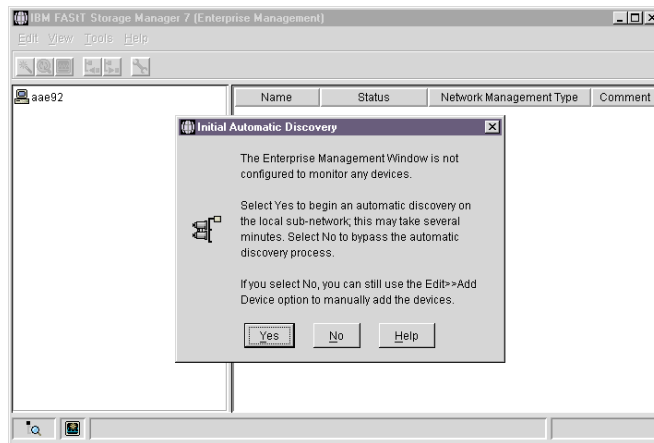 IBM FAStT Storage Manager 7 (Enterprise Management)
Edit View Tools Help
aae92
Name Status Network Management Type Comment
Initial Automatic Discovery
The Enterprise Management Window is not
configured to monitor any devices.
Select Yes to begin an automatic discovery on
the local sub-network; this may take several
minutes. Select No to bypass the automatic
discovery process.
If you select No, you can still use the Edit>>Add
Device option to manually add the devices.
Yes No Help